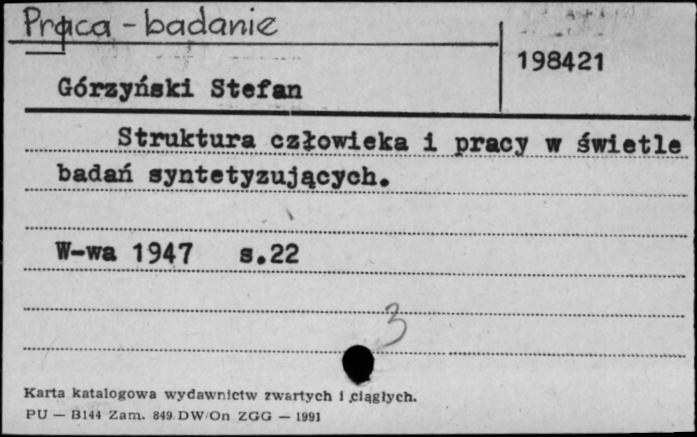 Praca - badanie
198421
Górzyński Stefan
Struktura człowieka i pracy w świetle
badań syntetyzujących.
W-wa 1947 s.22
3
Karta katalogowa wydawnictw zwartych i ciągłych.
PU — B144 Zam. 849 DW/On ZGG — 1991